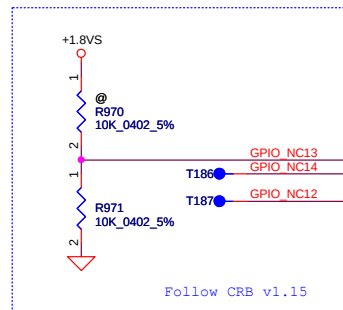 +1.8VS
1
@
R970
10K_0402_5%
2
GPIO_NC13
GPIO_NC14
T186
1
GPIO_NC12
T187
R971
10K_0402_5%
2
Follow CRB v1.15